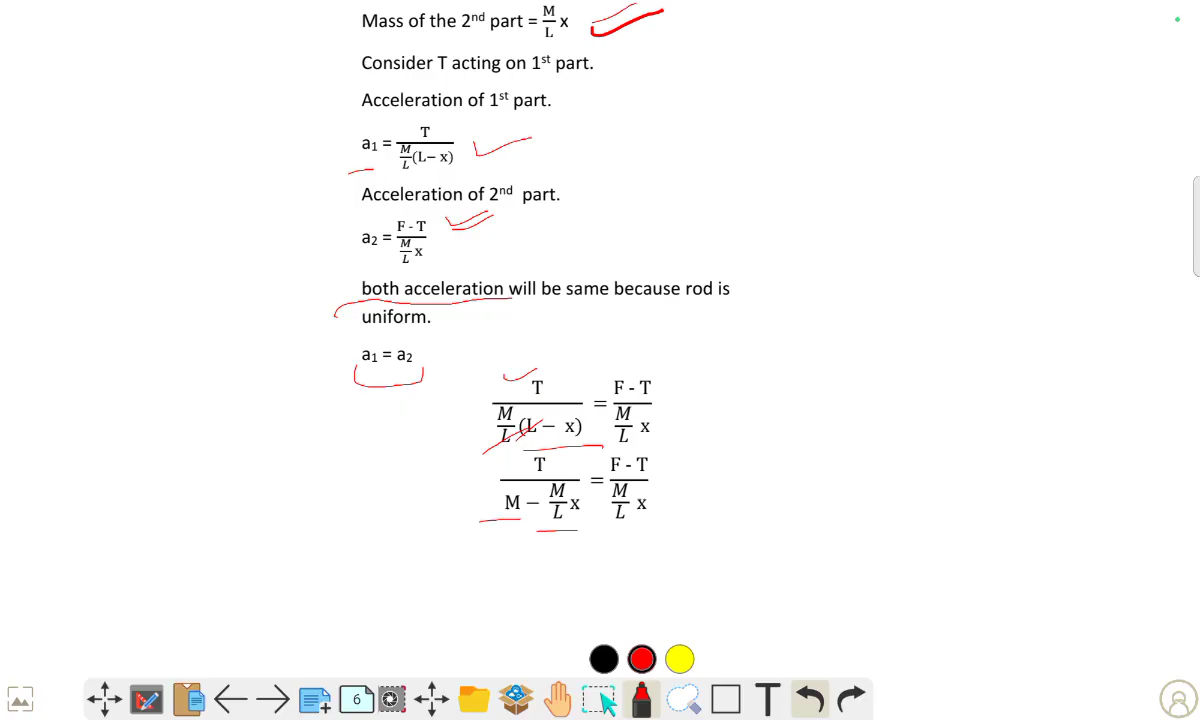 Mass of the 2nd part = M/L x
Consider T acting on 1st part.
Acceleration of 1st part.
a1 = T / (M/L (L− x))
Acceleration of 2nd part.
a2 = F - T / (M/L x)
both acceleration will be same because rod is
uniform.
a1 = a2
T / (M/L (L − x)) = F - T / (M/L x)
T / (M − M/L x) = F - T / (M/L x)
6
T